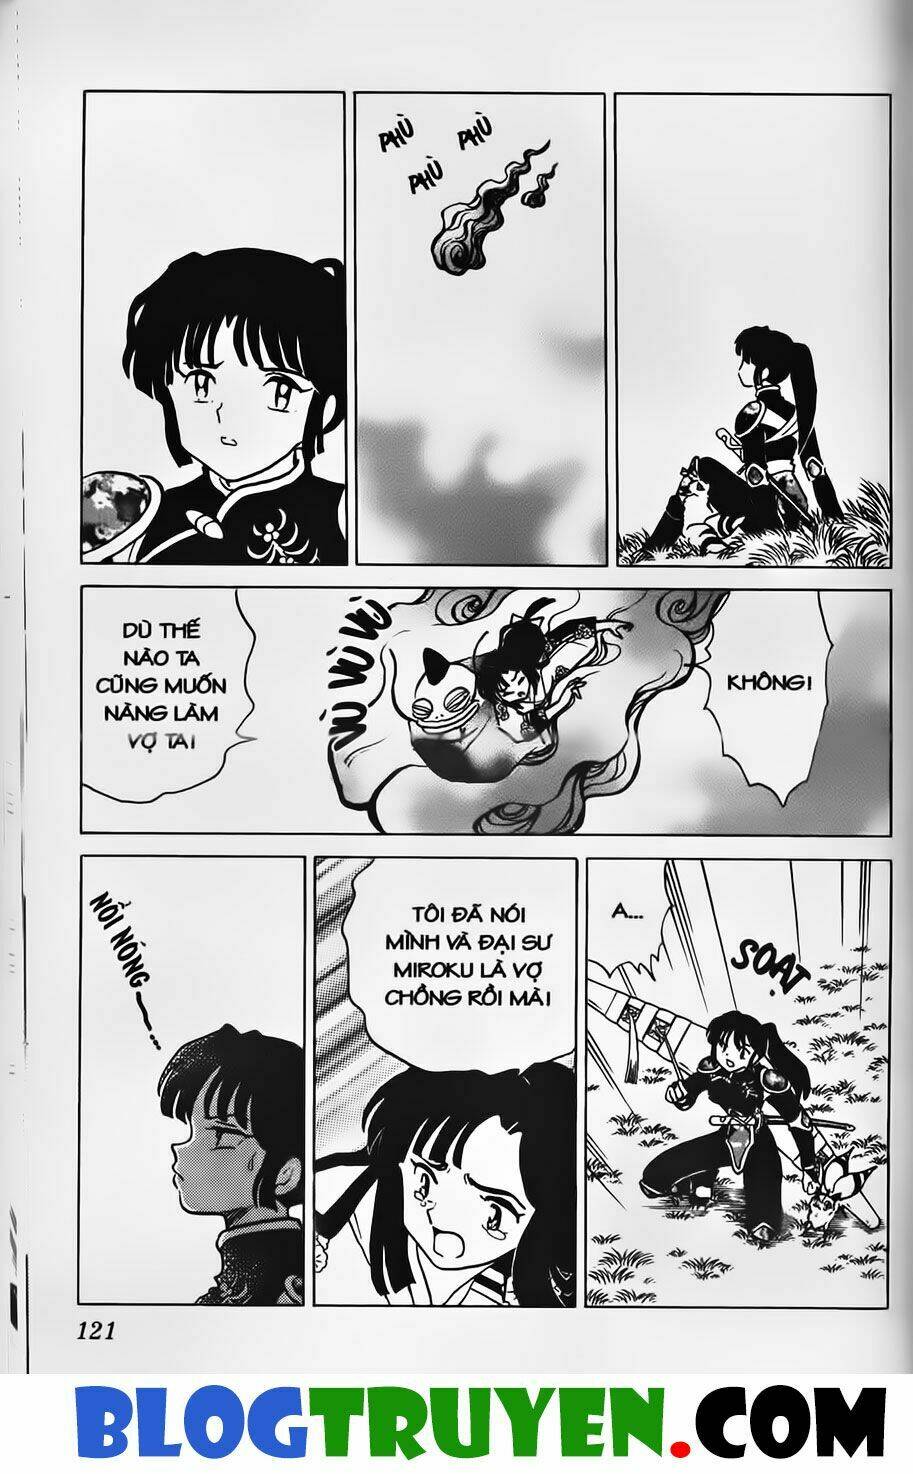 PHÙ
PHÙ
PHÙ
KHÔNG!
VÙ VÙ VÙ
DÙ THẾ
NÀO TA
CŨNG MUỐN
NÀNG LÀM
VỢ TA!
A...
SOẠT
TÔI ĐÃ NÓI
MÌNH VÀ ĐẠI SƯ
MIROKU LÀ VỢ
CHỒNG RỒI MÀ!
NỔI NÓNG
121
BLOGTRUYEN.COM